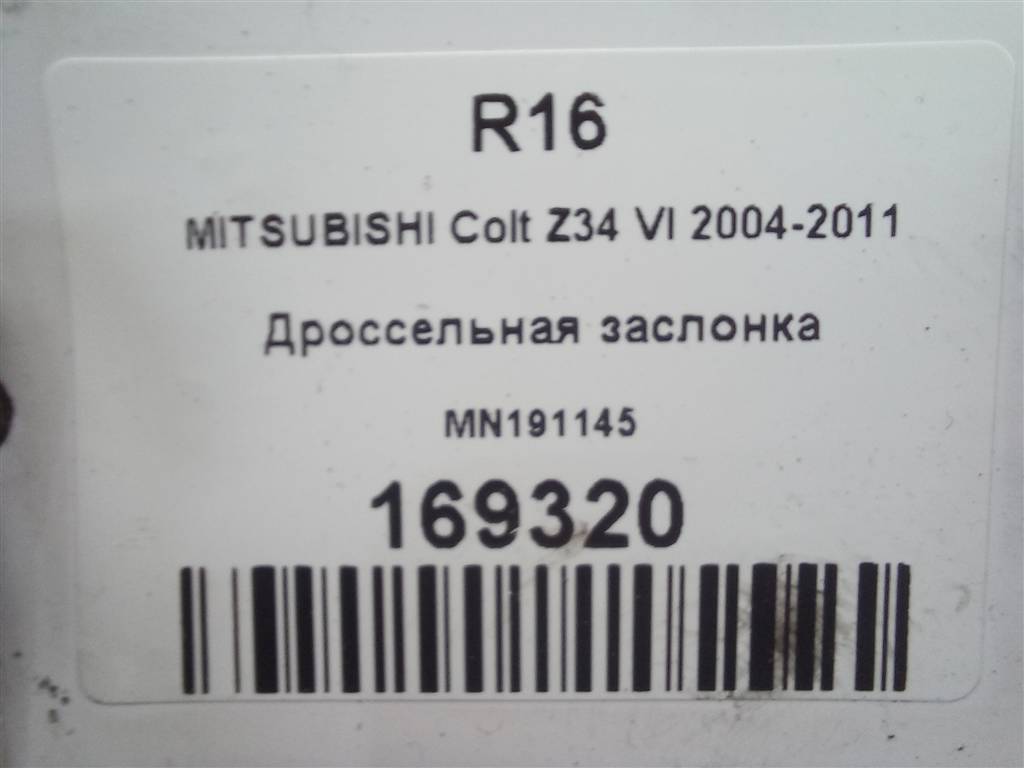 R16
MITSUBISHI Colt Z34 VI 2004-2011
Дроссельная заслонка
MN191145
169320